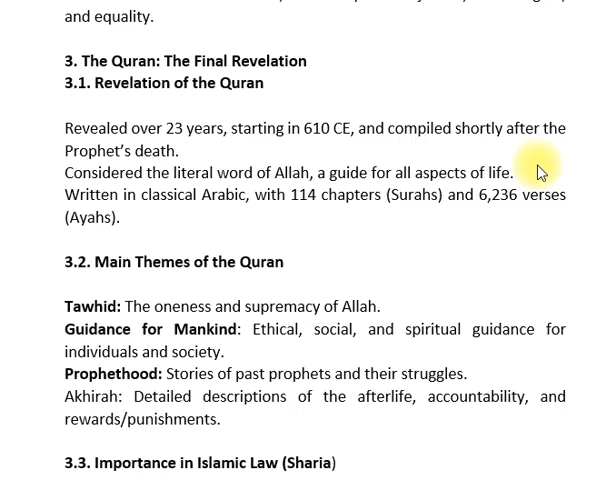 and equality.
3. The Quran: The Final Revelation
3.1. Revelation of the Quran
Revealed over 23 years, starting in 610 CE, and compiled shortly after the
Prophet’s death.
Considered the literal word of Allah, a guide for all aspects of life.
Written in classical Arabic, with 114 chapters (Surahs) and 6,236 verses
(Ayahs).
3.2. Main Themes of the Quran
Tawhid: The oneness and supremacy of Allah.
Guidance for Mankind: Ethical, social, and spiritual guidance for
individuals and society.
Prophethood: Stories of past prophets and their struggles.
Akhirah: Detailed descriptions of the afterlife, accountability, and
rewards/punishments.
3.3. Importance in Islamic Law (Sharia)